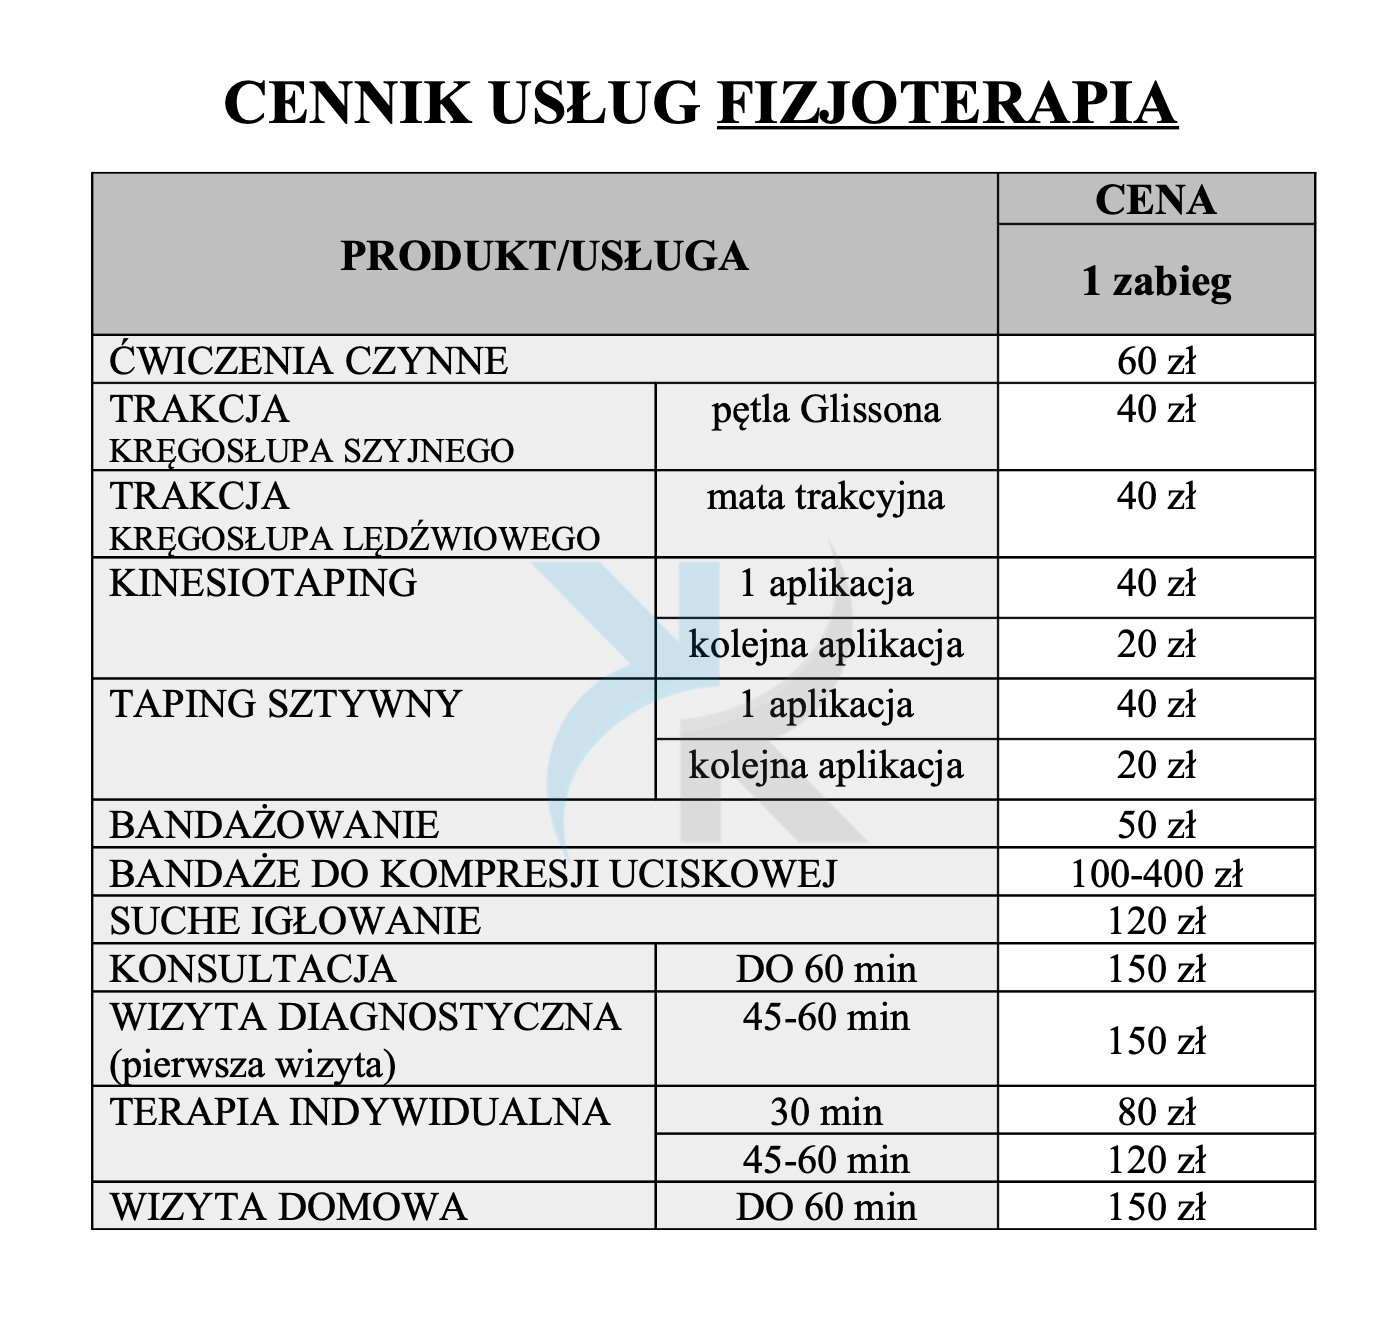 CENNIK USŁUG FIZJOTERAPIA
PRODUKT/USŁUGA
CENA
1 zabieg
ĆWICZENIA CZYNNE
60 zł
TRAKCJA
KRĘGOSŁUPA SZYJNEGO
pętla Glissona
40 zł
TRAKCJA
KRĘGOSŁUPA LĘDŹWIOWEGO
mata trakcyjna
40 zł
KINESIOTAPING
1 aplikacja
40 zł
kolejna aplikacja
20 zł
TAPING SZTYWNY
1 aplikacja
40 zł
kolejna aplikacja
20 zł
BANDAŻOWANIE
50 zł
BANDAŻE DO KOMPRESJI UCISKOWEJ
100-400 zł
SUCHE IGŁOWANIE
120 zł
KONSULTACJA
DO 60 min
150 zł
WIZYTA DIAGNOSTYCZNA
(pierwsza wizyta)
45-60 min
150 zł
TERAPIA INDYWIDUALNA
30 min
80 zł
45-60 min
120 zł
WIZYTA DOMOWA
DO 60 min
150 zł